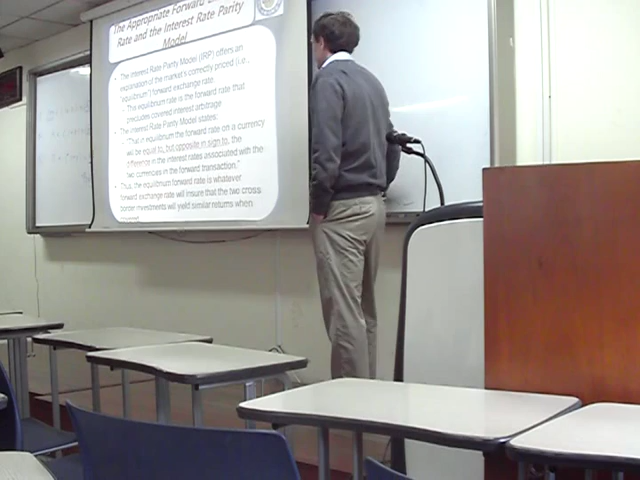 The Appropriate Forward
Rate and the Interest Rate Parity
Model
• The Interest Rate Parity Model (IRP) offers an
explanation of the market's correctly priced (i.e.,
"equilibrium") forward exchange rate
• This equilibrium rate is the forward rate that
precludes covered interest arbitrage
• The Interest Rate Parity Model states:
• "That in equilibrium the forward rate on a currency
will be equal to, but opposite in sign to, the
difference in the interest rates associated with the
two currencies in the forward transaction."
• Thus, the equilibrium forward rate is whatever
forward exchange rate will insure that the two cross
border investments will yield similar returns when